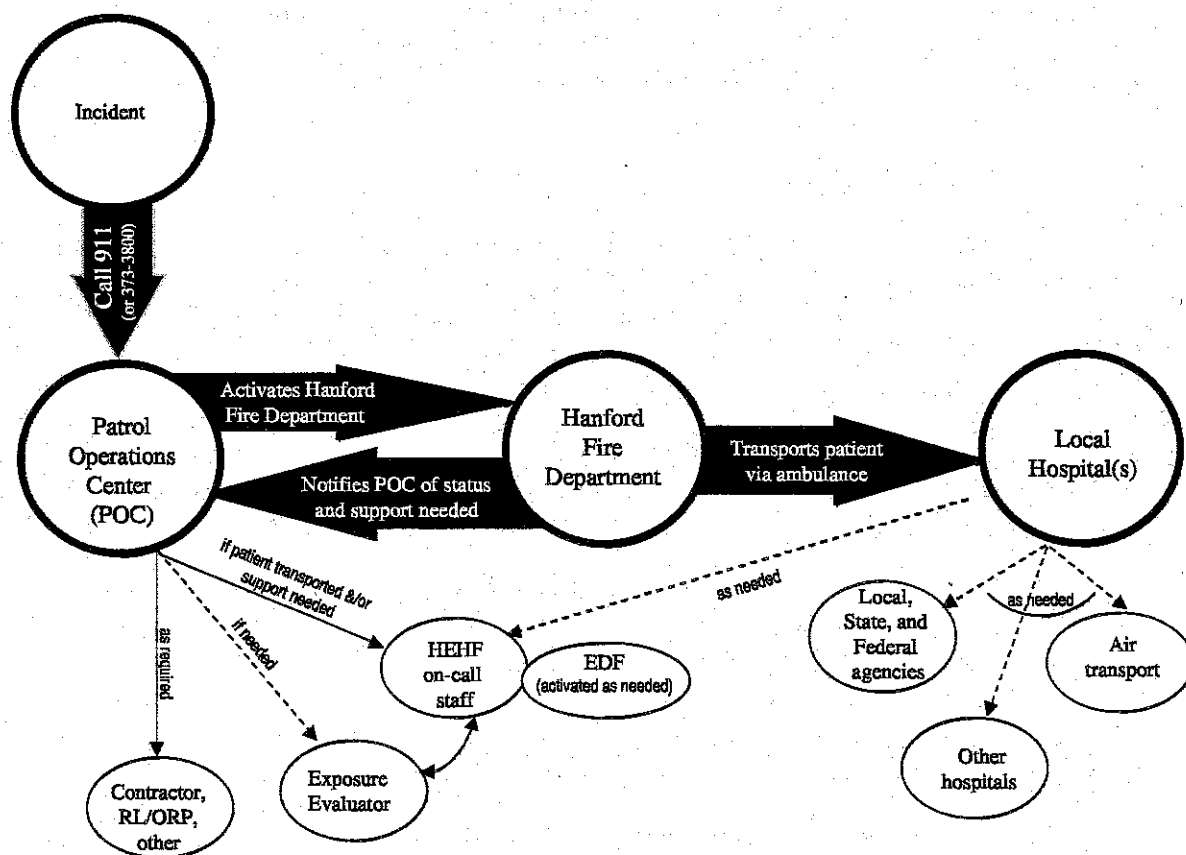 Incident
Call 911
(or 373-3800)
Activates Hanford
Fire Department
Patrol
Operations
Center
(POC)
Hanford
Fire
Department
Transports patient
via ambulance
Local
Hospital(s)
Notifies POC of status
and support needed
if patient transported &/or
support needed
as needed
as required
if needed
HEHF
on-call
staff
EDF
(activated as needed)
Local,
State, and
Federal
agencies
as needed
Air
transport
Other
hospitals
Exposure
Evaluator
Contractor,
RL/ORP,
other